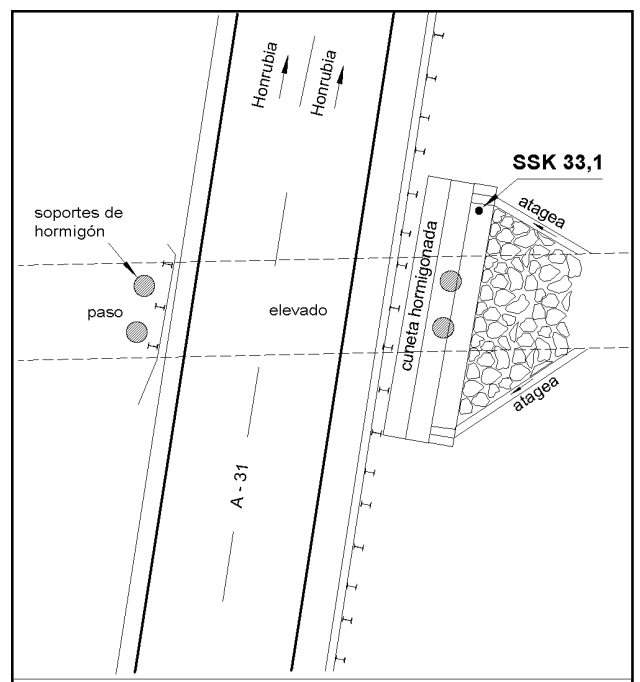 Honrubia
Honrubia
SSK 33,1
atagea
soportes de
hormigón
cuneta hormigonada
paso
elevado
atagea
A - 31